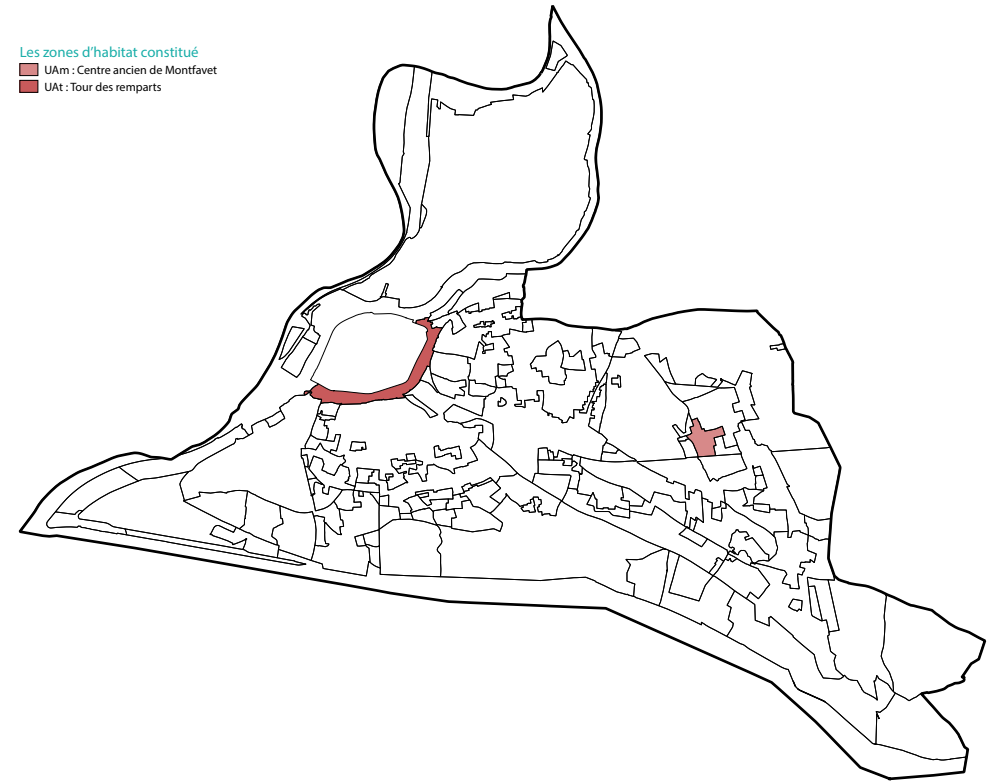 Les zones d'habitat constitué
UAm : Centre ancien de Montfavet
UAt : Tour des remparts